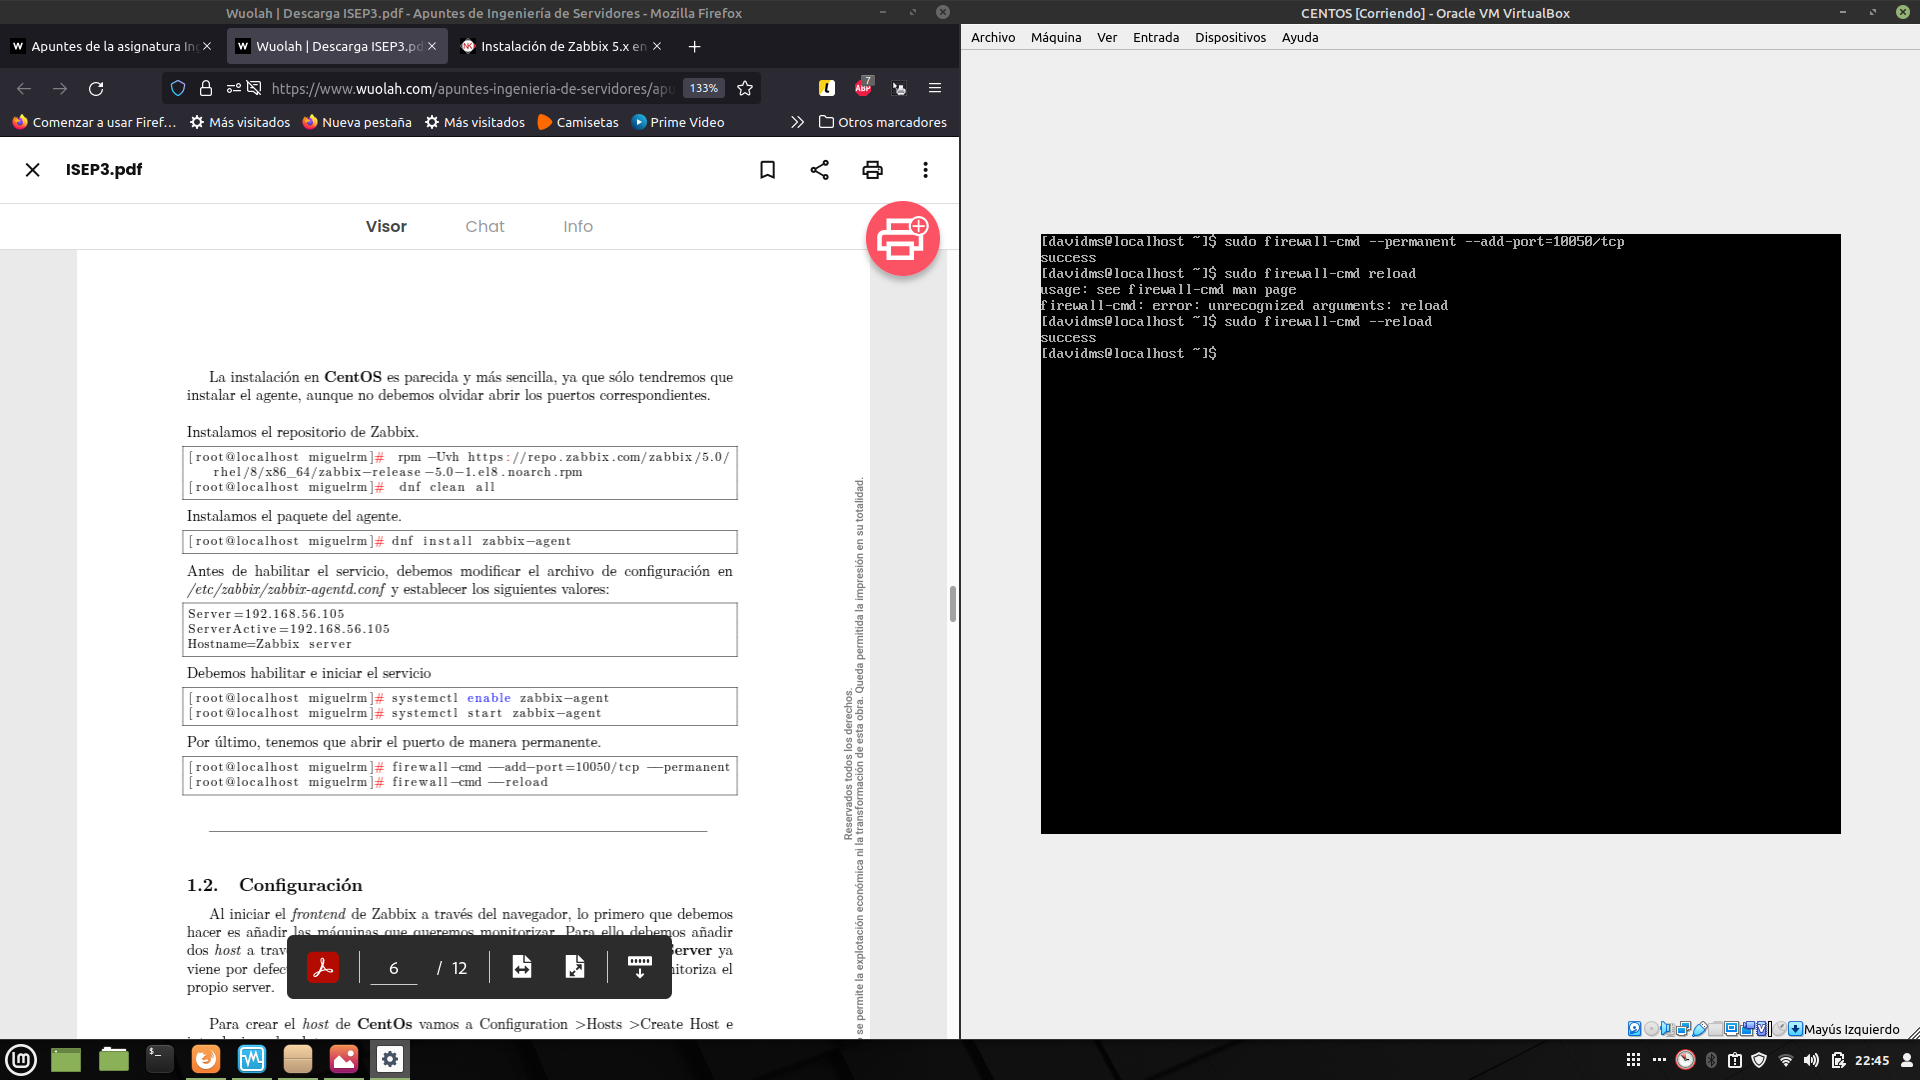 Wuolah | Descarga ISEP3.pdf - Apuntes de Ingeniería de Servidores - Mozilla Firefox
Apuntes de la asignatura In
Wuolah | Descarga ISEP3.pd
Instalación de Zabbix 5.x en
https://www.wuolah.com/apuntes-ingenieria-de-servidores/apu
133%
7
ABP
Comenzar a usar Firef...
Más visitados
Nueva pestaña
Más visitados
Camisetas
Prime Video
Otros marcadores
ISEP3.pdf
Visor
Chat
Info
La instalación en CentOS es parecida y más sencilla, ya que sólo tendremos que
instalar el agente, aunque no debemos olvidar abrir los puertos correspondientes.
Instalamos el repositorio de Zabbix.
[root@localhost miguelrm]# rpm -Uvh https://repo.zabbix.com/zabbix/5.0/
rhel/8/x86_64/zabbix-release-5.0-1.el8.noarch.rpm
[root@localhost miguelrm]# dnf clean all
Instalamos el paquete del agente.
[root@localhost miguelrm]# dnf install zabbix-agent
Antes de habilitar el servicio, debemos modificar el archivo de configuración en
/etc/zabbix/zabbix-agentd.conf y establecer los siguientes valores:
Server=192.168.56.105
ServerActive=192.168.56.105
Hostname=Zabbix server
Debemos habilitar e iniciar el servicio
[root@localhost miguelrm]# systemctl enable zabbix-agent
[root@localhost miguelrm]# systemctl start zabbix-agent
Por último, tenemos que abrir el puerto de manera permanente.
[root@localhost miguelrm]# firewall-cmd --add-port=10050/tcp --permanent
[root@localhost miguelrm]# firewall-cmd --reload
1.2. Configuración
Al iniciar el frontend de Zabbix a través del navegador, lo primero que debemos
hacer es añadir las máquinas que queremos monitorizar. Para ello debemos añadir
dos host a trav
Server ya
viene por defec
nitoriza el
propio server.
Para crear el host de CentOs vamos a Configuration >Hosts >Create Host e
6 / 12
Reservados todos los derechos.
se permite la explotación económica ni la transformación de esta obra. Queda permitida la impresión en su totalidad.
CENTOS [Corriendo] - Oracle VM VirtualBox
Archivo Máquina Ver Entrada Dispositivos Ayuda
[davidms@localhost ~]$ sudo firewall-cmd --permanent --add-port=10050/tcp
success
[davidms@localhost ~]$ sudo firewall-cmd reload
usage: see firewall-cmd man page
firewall-cmd: error: unrecognized arguments: reload
[davidms@localhost ~]$ sudo firewall-cmd --reload
success
[davidms@localhost ~]$
Mayús Izquierdo
22:45